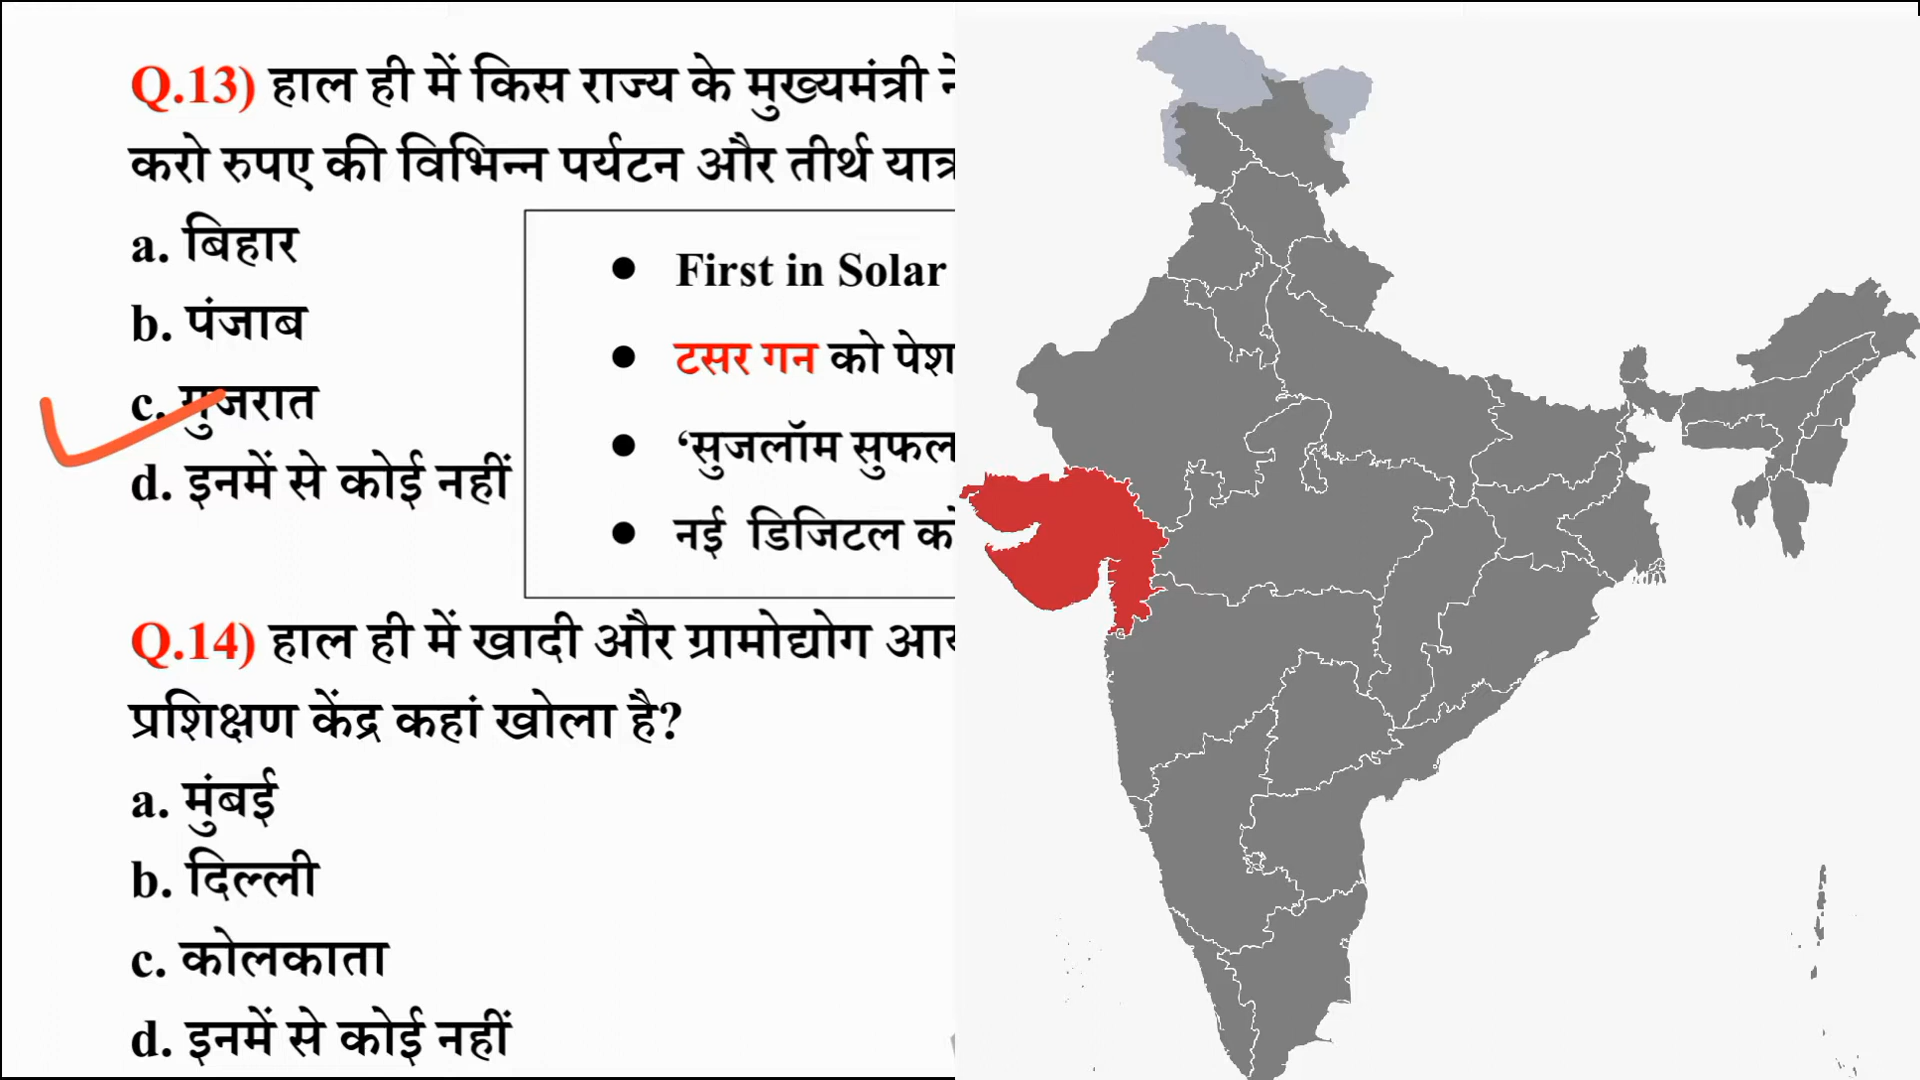 Q.13) हाल ही में किस राज्य के मुख्यमंत्री ने
करो रुपए की विभिन्न पर्यटन और तीर्थ यात्र
a. बिहार
b. पंजाब
c. गुजरात
d. इनमें से कोई नहीं
● First in Solar
● टसर गन को पेश
● ‘सुजलॉम सुफल
● नई डिजिटल को
Q.14) हाल ही में खादी और ग्रामोद्योग आय
प्रशिक्षण केंद्र कहां खोला है?
a. मुंबई
b. दिल्ली
c. कोलकाता
d. इनमें से कोई नहीं